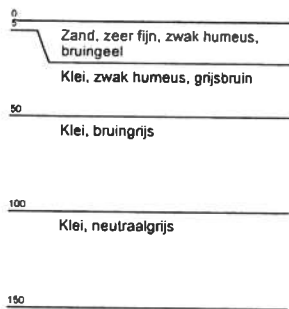 0
5
Zand, zeer fijn, zwak humeus,
bruingeel
Klei, zwak humeus, grijsbruin
50
Klei, bruingrijs
100
Klei, neutraalgrijs
150